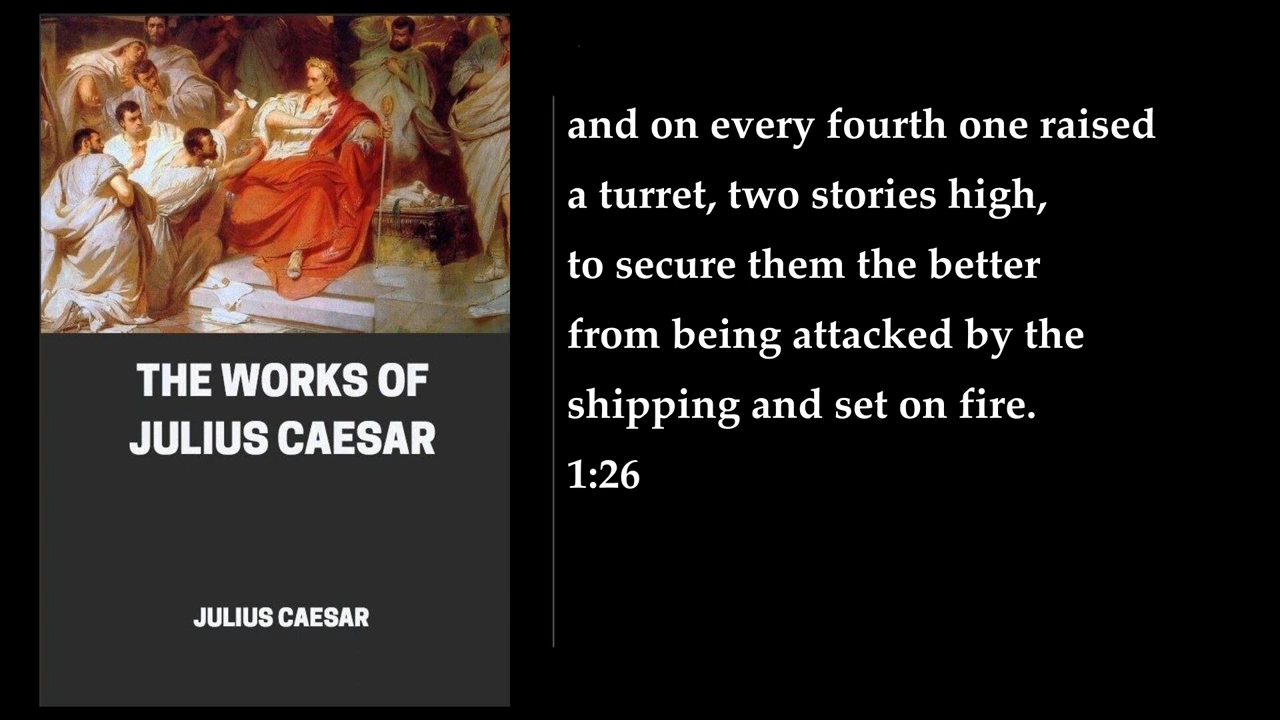 THE WORKS OF
JULIUS CAESAR
JULIUS CAESAR
and on every fourth one raised
a turret, two stories high,
to secure them the better
from being attacked by the
shipping and set on fire.
1:26